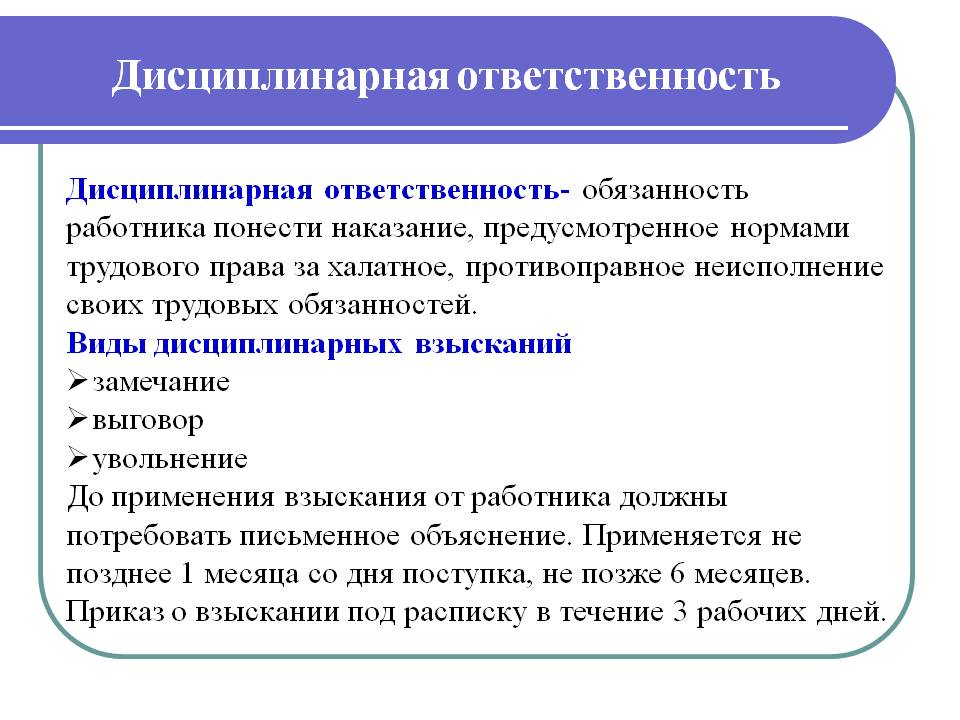 Дисциплинарная ответственность
Дисциплинарная ответственность- обязанность
работника понести наказание, предусмотренное нормами
трудового права за халатное, противоправное неисполнение
своих трудовых обязанностей.
Виды дисциплинарных взысканий
замечание
выговор
увольнение
До применения взыскания от работника должны
потребовать письменное объяснение. Применяется не
позднее 1 месяца со дня поступка, не позже 6 месяцев.
Приказ о взыскании под расписку в течение 3 рабочих дней.